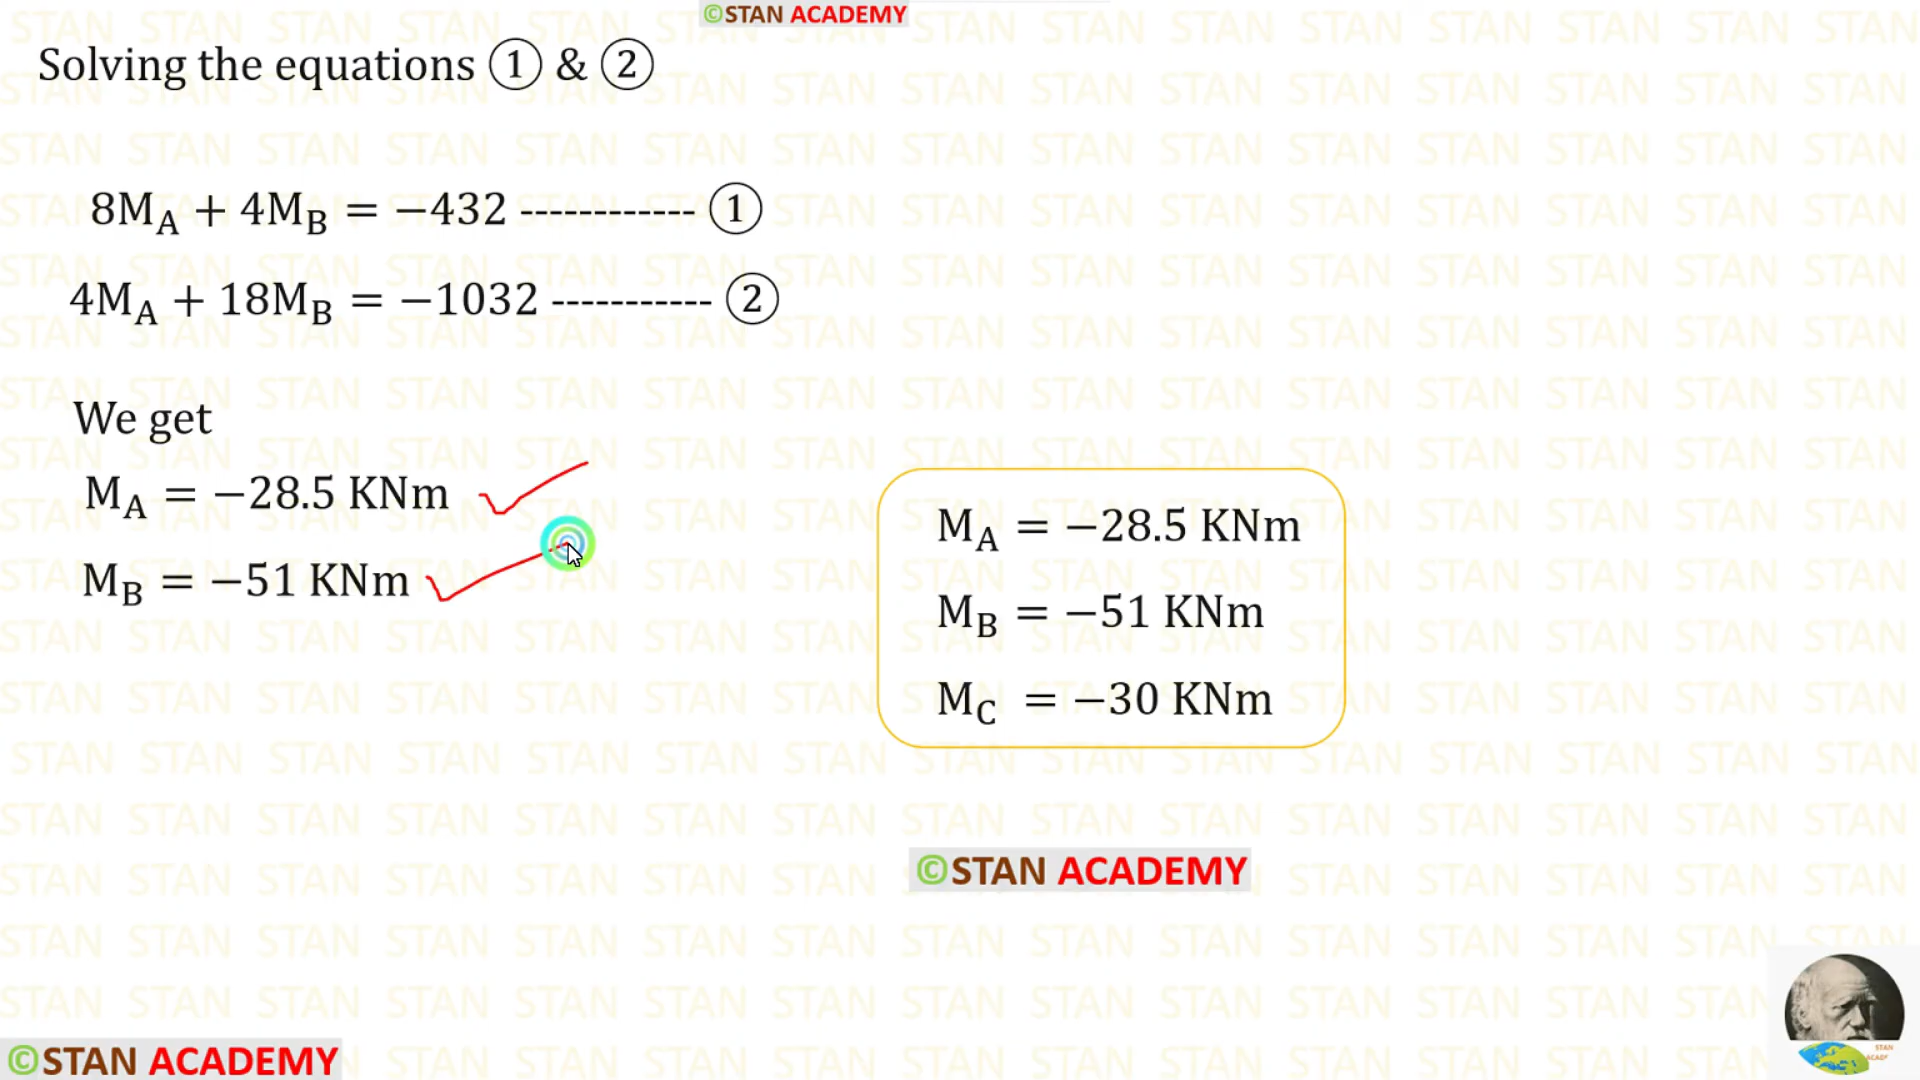 ©STAN ACADEMY
Solving the equations ① & ②
8M_A + 4M_B = −432 ------------ ①
4M_A + 18M_B = −1032 ----------- ②
We get
M_A = −28.5 KNm
M_B = −51 KNm
M_A = −28.5 KNm
M_B = −51 KNm
M_C = −30 KNm
©STAN ACADEMY
©STAN ACADEMY